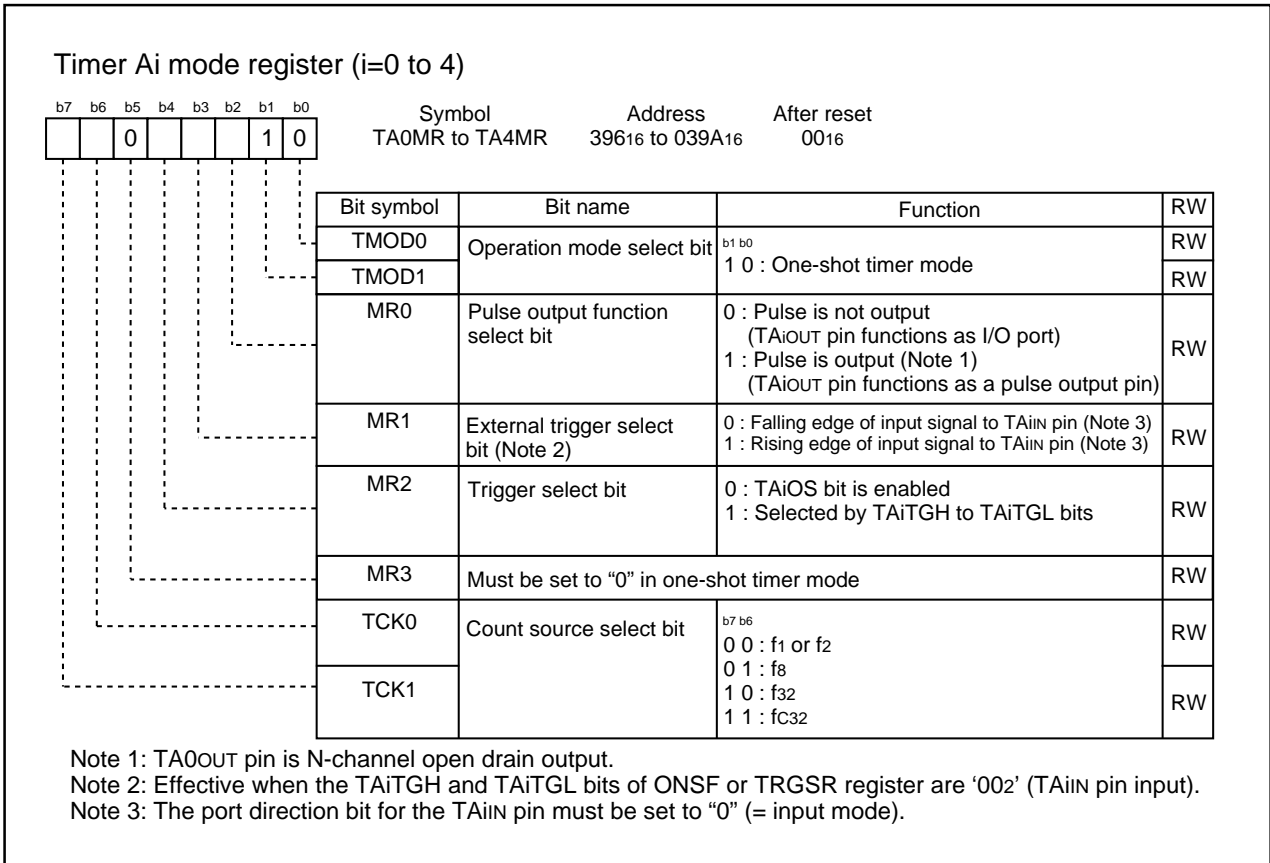 Timer Ai mode register (i=0 to 4)
b7 b6 b5 b4 b3 b2 b1 b0
0 1 0
Symbol Address After reset
TA0MR to TA4MR 39616 to 039A16 0016
Bit symbol Bit name Function RW
TMOD0 Operation mode select bit b1 b0 RW
TMOD1 1 0 : One-shot timer mode RW
MR0 Pulse output function select bit 0 : Pulse is not output
(TAiOUT pin functions as I/O port)
1 : Pulse is output (Note 1)
(TAiOUT pin functions as a pulse output pin) RW
MR1 External trigger select bit (Note 2) 0 : Falling edge of input signal to TAiIN pin (Note 3)
1 : Rising edge of input signal to TAiIN pin (Note 3) RW
MR2 Trigger select bit 0 : TAiOS bit is enabled
1 : Selected by TAiTGH to TAiTGL bits RW
MR3 Must be set to “0” in one-shot timer mode RW
TCK0 Count source select bit b7 b6 RW
0 0 : f1 or f2
0 1 : f8
TCK1 1 0 : f32 RW
1 1 : fC32
Note 1: TA0OUT pin is N-channel open drain output.
Note 2: Effective when the TAiTGH and TAiTGL bits of ONSF or TRGSR register are ‘002’ (TAiIN pin input).
Note 3: The port direction bit for the TAiIN pin must be set to “0” (= input mode).